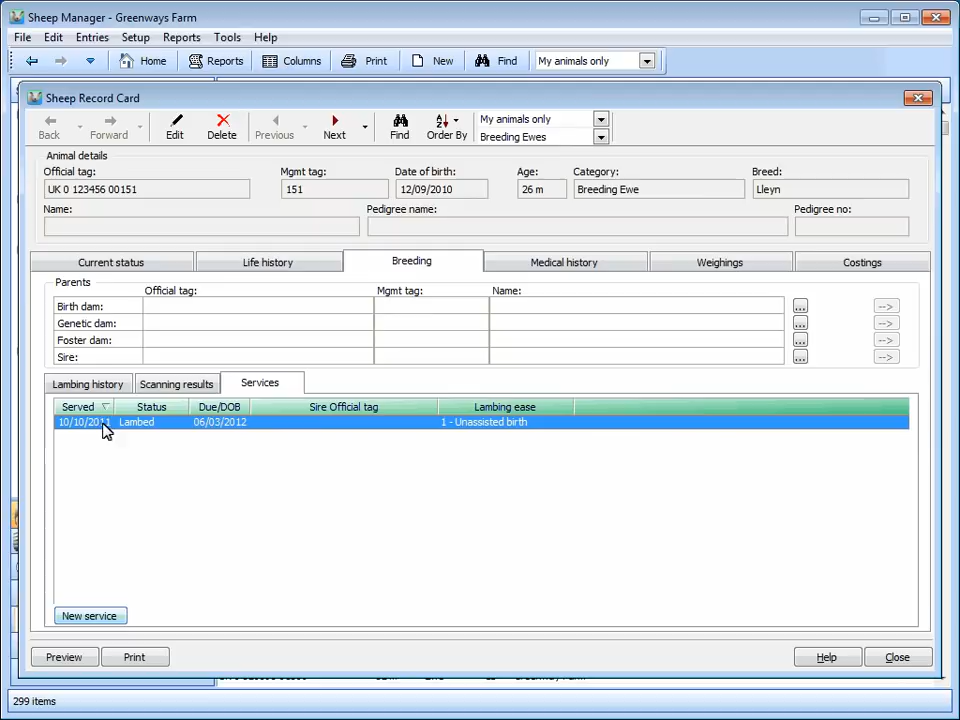 Sheep Manager - Greenways Farm
File Edit Entries Setup Reports Tools Help
Home Reports Columns Print New Find My animals only
Sheep Record Card
Back Forward Edit Delete Previous Next Find Order By My animals only
Breeding Ewes
Animal details
Official tag: Mgmt tag: Date of birth: Age: Category: Breed:
UK 0 123456 00151 151 12/09/2010 26 m Breeding Ewe Lleyn
Name: Pedigree name: Pedigree no:
Current status Life history Breeding Medical history Weighings Costings
Parents
Official tag: Mgmt tag: Name:
Birth dam: ... -->
Genetic dam: ... -->
Foster dam: ... -->
Sire: ... -->
Lambing history Scanning results Services
Served Status Due/DOB Sire Official tag Lambing ease
10/10/2011 Lambed 06/03/2012 1 - Unassisted birth
New service
Preview Print Help Close
299 items